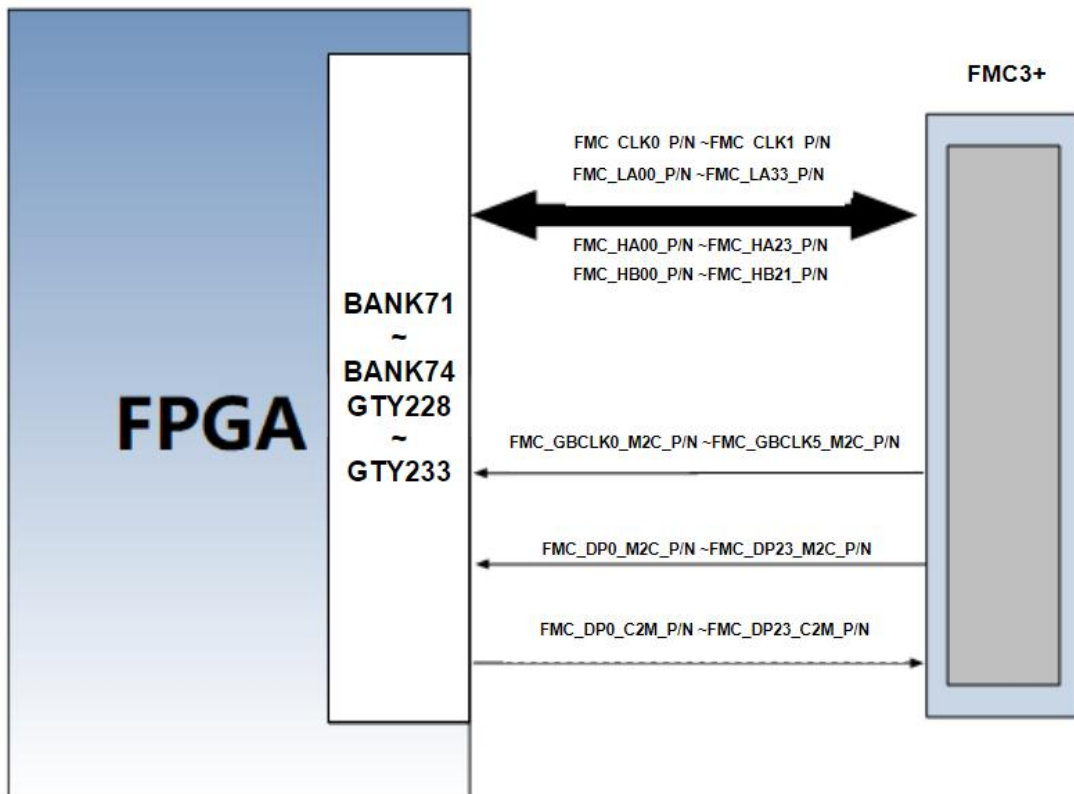 FMC3+
FMC CLK0 P/N ~FMC CLK1 P/N
FMC_LA00_P/N ~FMC_LA33_P/N
FMC_HA00_P/N ~FMC_HA23_P/N
FMC_HB00_P/N ~FMC_HB21_P/N
BANK71
~
BANK74
GTY228
~
GTY233
FPGA
FMC_GBCLK0_M2C_P/N ~FMC_GBCLK5_M2C_P/N
FMC_DP0_M2C_P/N ~FMC_DP23_M2C_P/N
FMC_DP0_C2M_P/N ~FMC_DP23_C2M_P/N